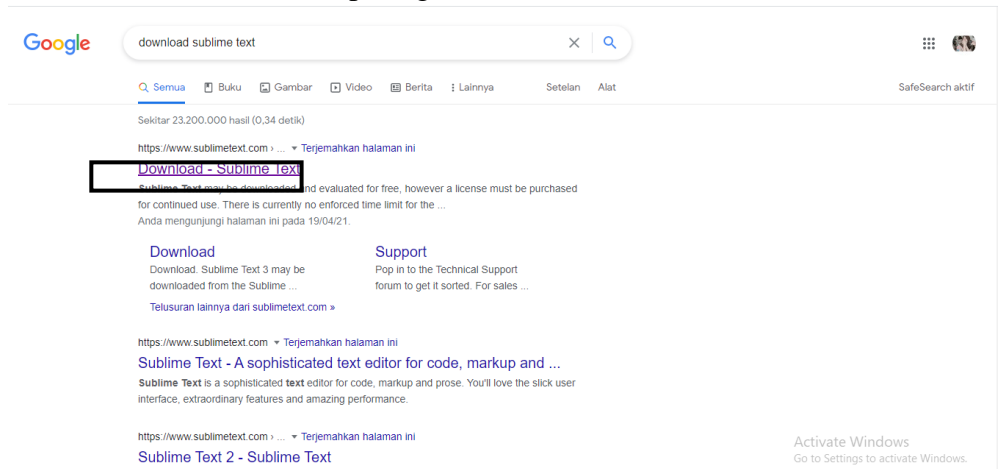 Google
download sublime text
Semua Buku Gambar Video Berita Lainnya Setelan Alat SafeSearch aktif
Sekitar 23.200.000 hasil (0,34 detik)
https://www.sublimetext.com › ... Terjemahkan halaman ini
Download - Sublime Text
Sublime Text may be downloaded and evaluated for free, however a license must be purchased
for continued use. There is currently no enforced time limit for the ...
Anda mengunjungi halaman ini pada 19/04/21.
Download
Download. Sublime Text 3 may be
downloaded from the Sublime ...
Support
Pop in to the Technical Support
forum to get it sorted. For sales ...
Telusuran lainnya dari sublimetext.com »
https://www.sublimetext.com Terjemahkan halaman ini
Sublime Text - A sophisticated text editor for code, markup and ...
Sublime Text is a sophisticated text editor for code, markup and prose. You'll love the slick user
interface, extraordinary features and amazing performance.
https://www.sublimetext.com › ... Terjemahkan halaman ini
Sublime Text 2 - Sublime Text
Activate Windows
Go to Settings to activate Windows.